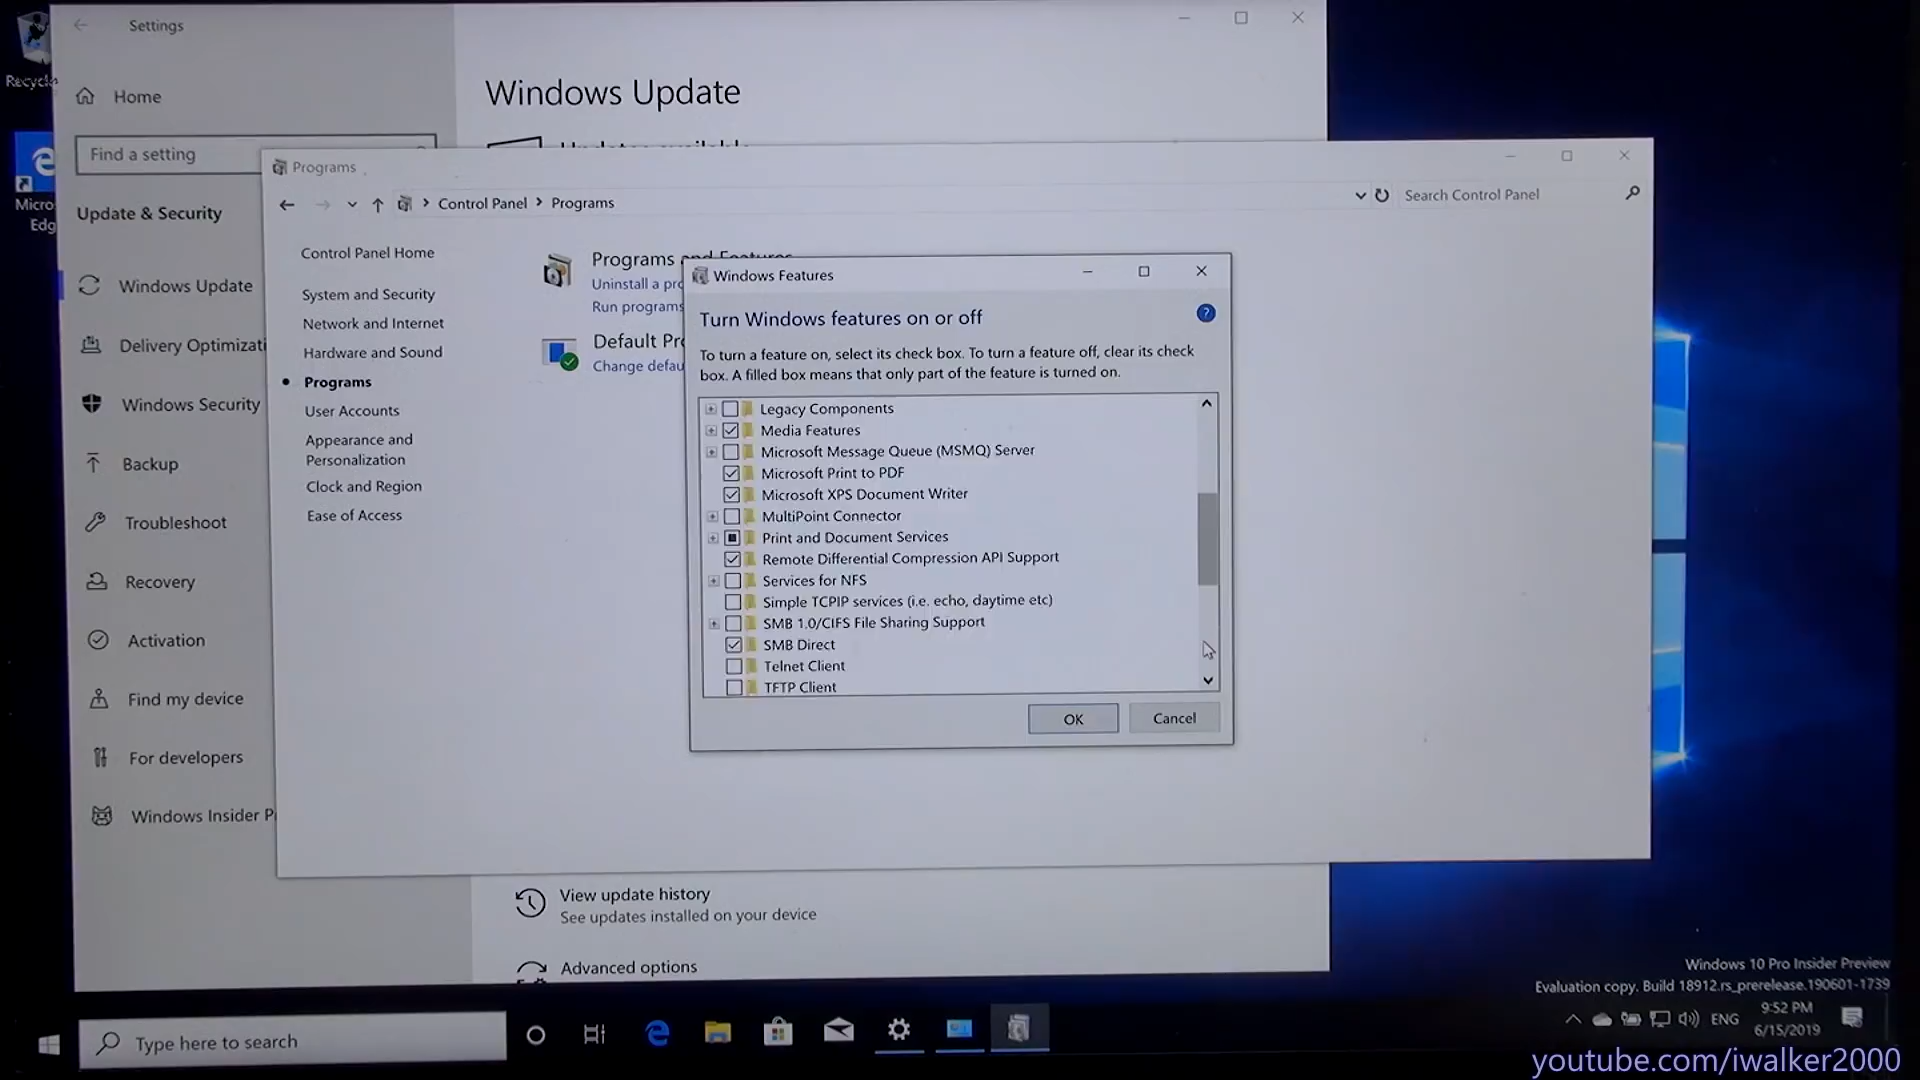 Recycle
Micro
Edg
Settings
Home
Find a setting
Update & Security
Windows Update
Delivery Optimizati
Windows Security
Backup
Troubleshoot
Recovery
Activation
Find my device
For developers
Windows Insider P
Windows Update
Updates available
Programs
Control Panel
Programs
Search Control Panel
Control Panel Home
System and Security
Network and Internet
Hardware and Sound
Programs
User Accounts
Appearance and
Personalization
Clock and Region
Ease of Access
Programs and Features
Uninstall a pro
Run programs
Default Pro
Change defau
Windows Features
Turn Windows features on or off
?
To turn a feature on, select its check box. To turn a feature off, clear its check
box. A filled box means that only part of the feature is turned on.
Legacy Components
Media Features
Microsoft Message Queue (MSMQ) Server
Microsoft Print to PDF
Microsoft XPS Document Writer
MultiPoint Connector
Print and Document Services
Remote Differential Compression API Support
Services for NFS
Simple TCPIP services (i.e. echo, daytime etc)
SMB 1.0/CIFS File Sharing Support
SMB Direct
Telnet Client
TFTP Client
OK
Cancel
View update history
See updates installed on your device
Advanced options
Windows 10 Pro Insider Preview
Evaluation copy. Build 18912.rs_prerelease.190601-1739
Type here to search
ENG
9:52 PM
6/15/2019
youtube.com/iwalker2000